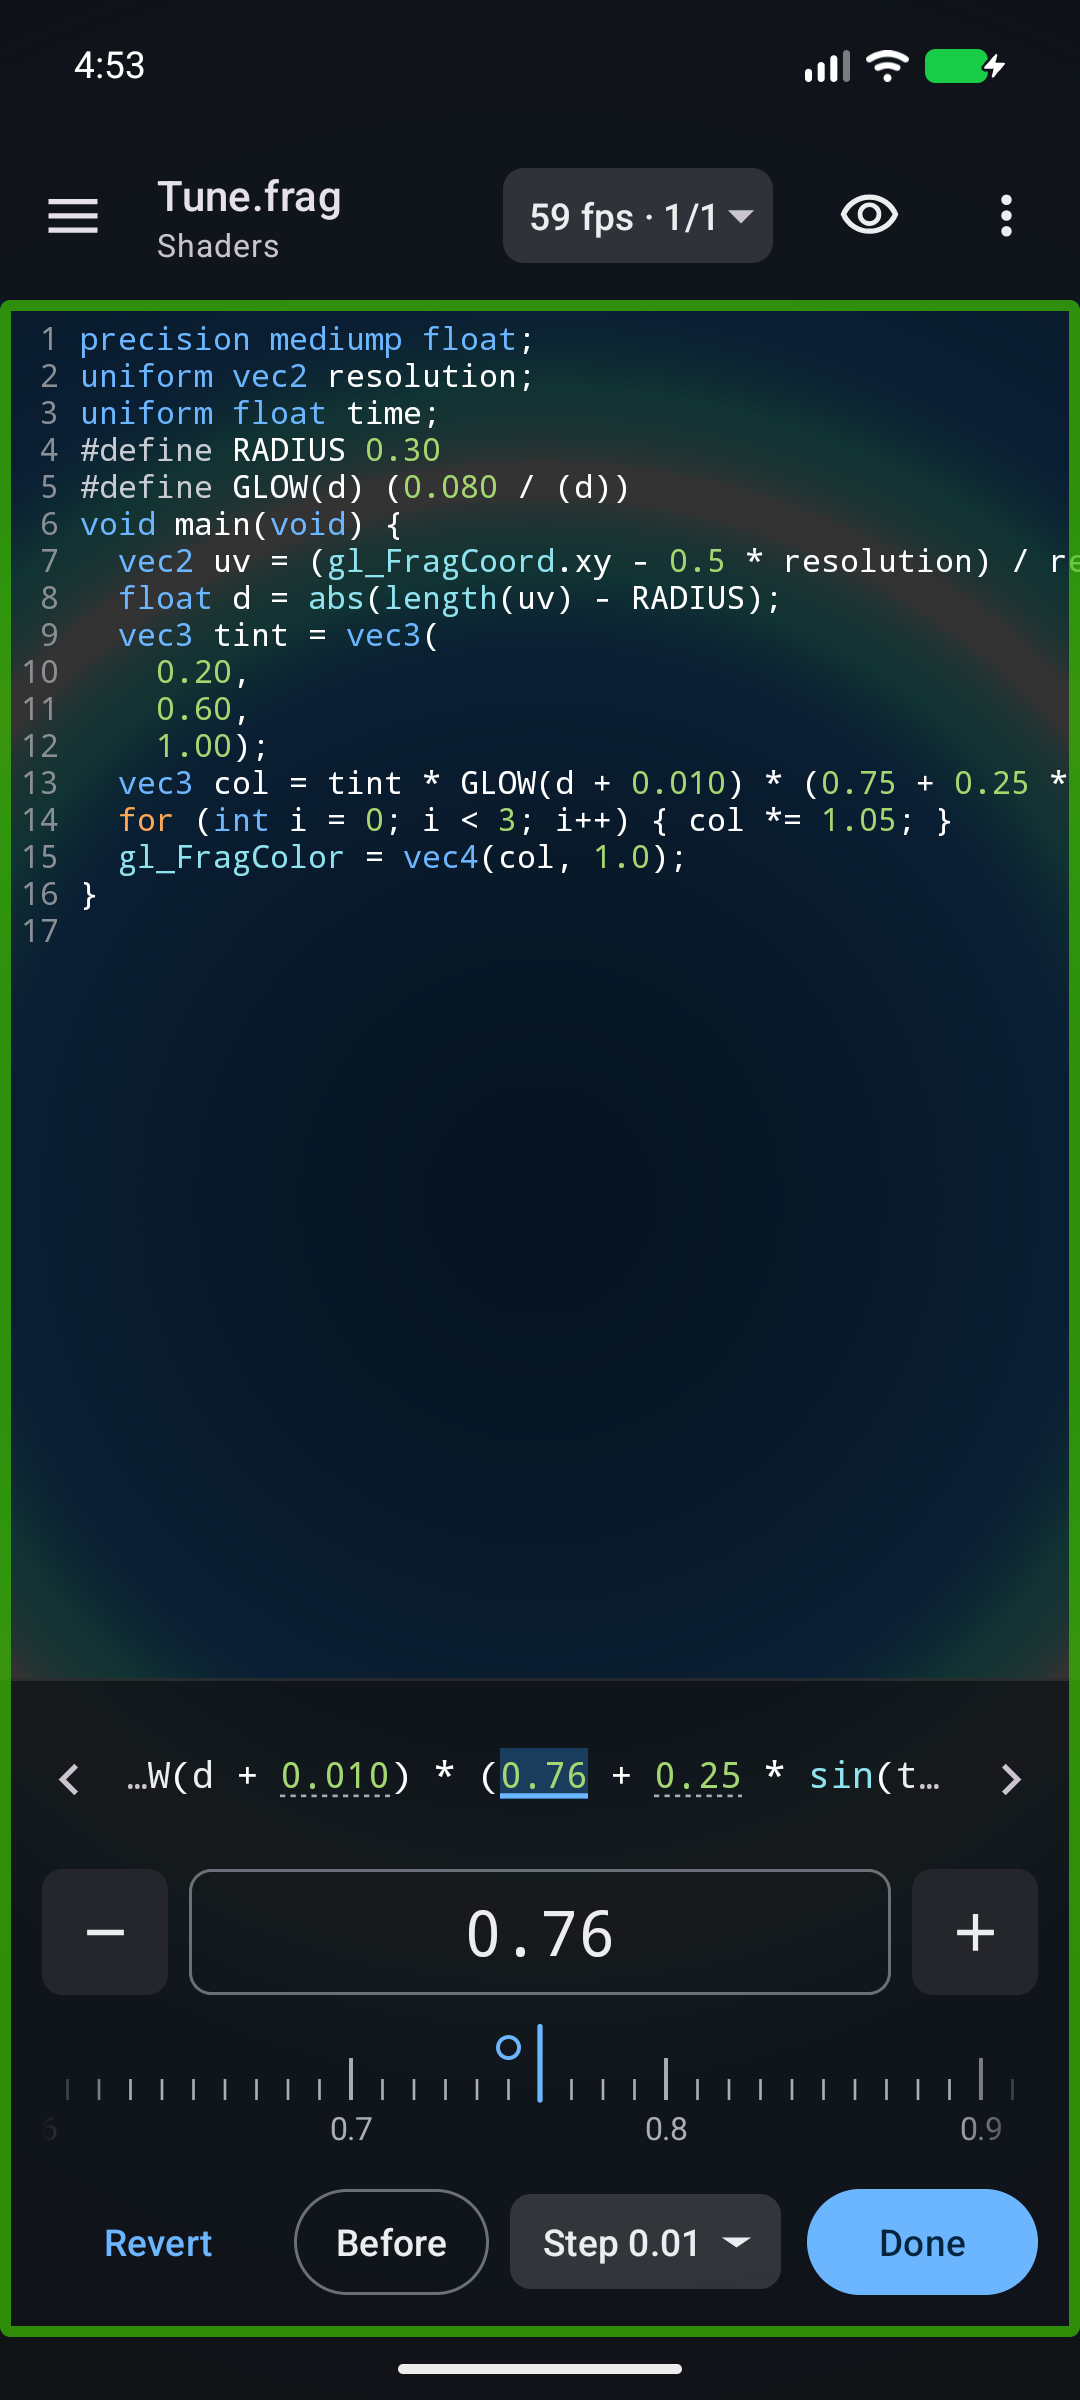 4:53
Tune.frag
Shaders
59 fps · 1/1
1 precision mediump float;
2 uniform vec2 resolution;
3 uniform float time;
4 #define RADIUS 0.30
5 #define GLOW(d) (0.080 / (d))
6 void main(void) {
7 vec2 uv = (gl_FragCoord.xy - 0.5 * resolution) / re
8 float d = abs(length(uv) - RADIUS);
9 vec3 tint = vec3(
10 0.20,
11 0.60,
12 1.00);
13 vec3 col = tint * GLOW(d + 0.010) * (0.75 + 0.25 *
14 for (int i = 0; i < 3; i++) { col *= 1.05; }
15 gl_FragColor = vec4(col, 1.0);
16 }
17
…W(d + 0.010) * (0.76 + 0.25 * sin(t…
− 0.76 +
6 0.7 0.8 0.9
Revert Before Step 0.01 Done